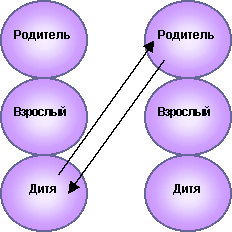 Родитель Родитель
Взрослый Взрослый
Дитя Дитя